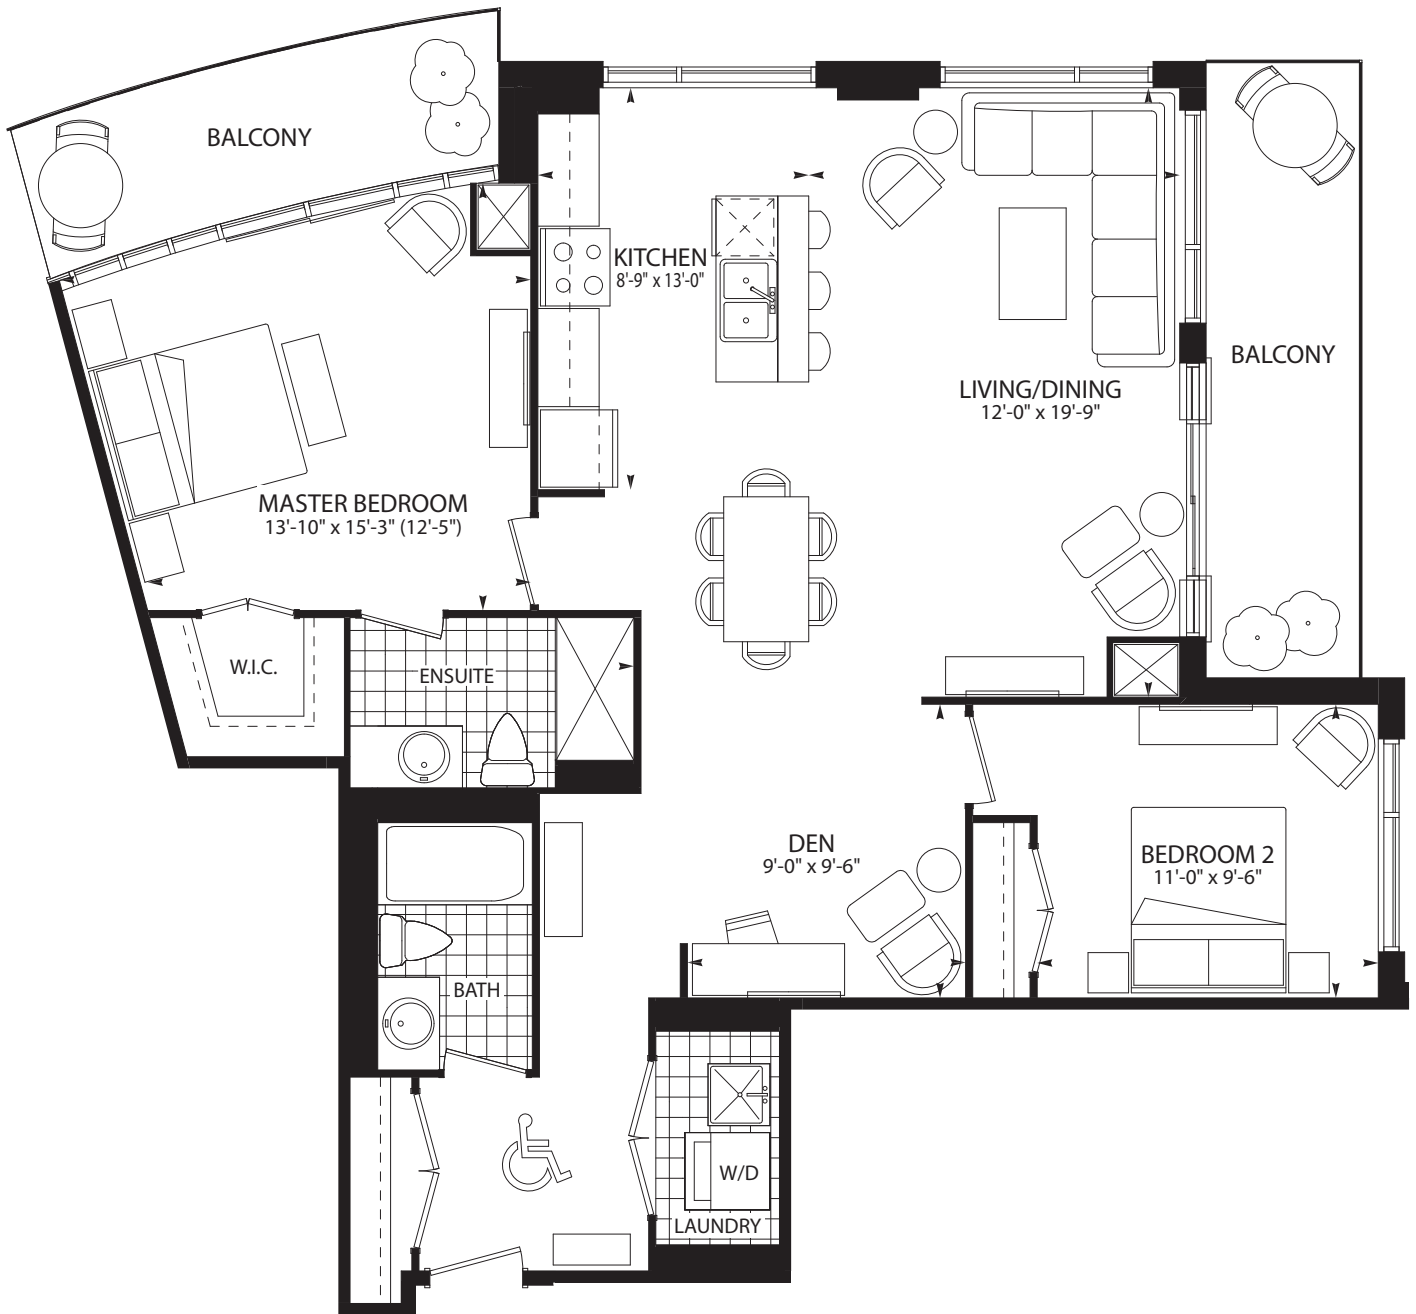 BALCONY
KITCHEN
8'-9" x 13'-0"
BALCONY
LIVING/DINING
12'-0" x 19'-9"
MASTER BEDROOM
13'-10" x 15'-3" (12'-5")
W.I.C.
ENSUITE
DEN
9'-0" x 9'-6"
BEDROOM 2
11'-0" x 9'-6"
BATH
W/D
LAUNDRY